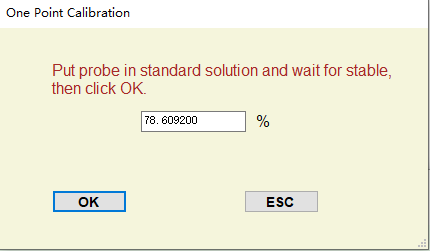 One Point Calibration
Put probe in standard solution and wait for stable,
then click OK.
78.609200 %
OK ESC